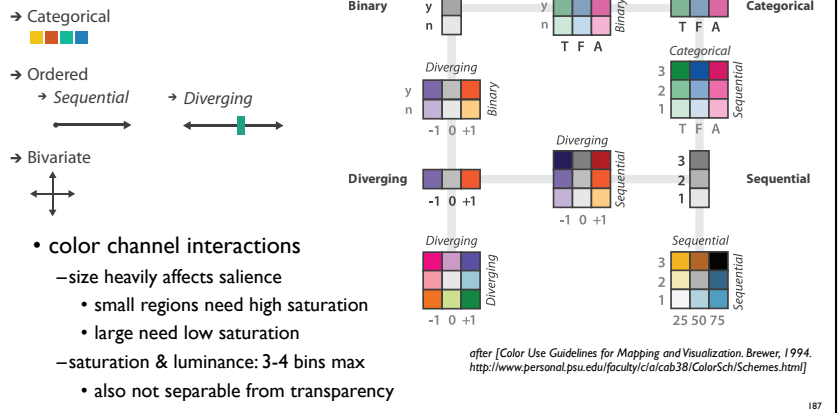 → Categorical
→ Ordered
→ Sequential
→ Diverging
→ Bivariate
• color channel interactions
–size heavily affects salience
• small regions need high saturation
• large need low saturation
–saturation & luminance: 3-4 bins max
• also not separable from transparency
Binary
y
n
y
n
Binary
T F A
Categorical
T F A
Diverging
y
n
Binary
-1 0 +1
Categorical
3
2
1
Sequential
T F A
Diverging
-1 0 +1
Diverging
Sequential
-1 0 +1
3
2
1
Sequential
Diverging
Diverging
-1 0 +1
Sequential
3
2
1
Sequential
25 50 75
after [Color Use Guidelines for Mapping and Visualization. Brewer, 1994.
http://www.personal.psu.edu/faculty/c/a/cab38/ColorSch/Schemes.html]
187